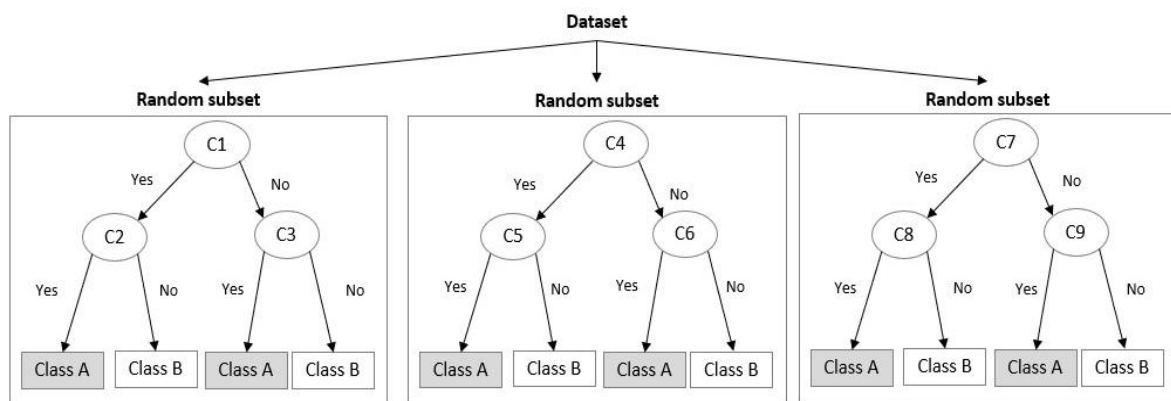 Dataset
Random subset
Random subset
Random subset
C1
C4
C7
Yes
No
Yes
No
Yes
No
C2
C3
C5
C6
C8
C9
Yes
No
Yes
No
Yes
No
Yes
No
Yes
No
Yes
No
Class A
Class B
Class A
Class B
Class A
Class B
Class A
Class B
Class A
Class B
Class A
Class B